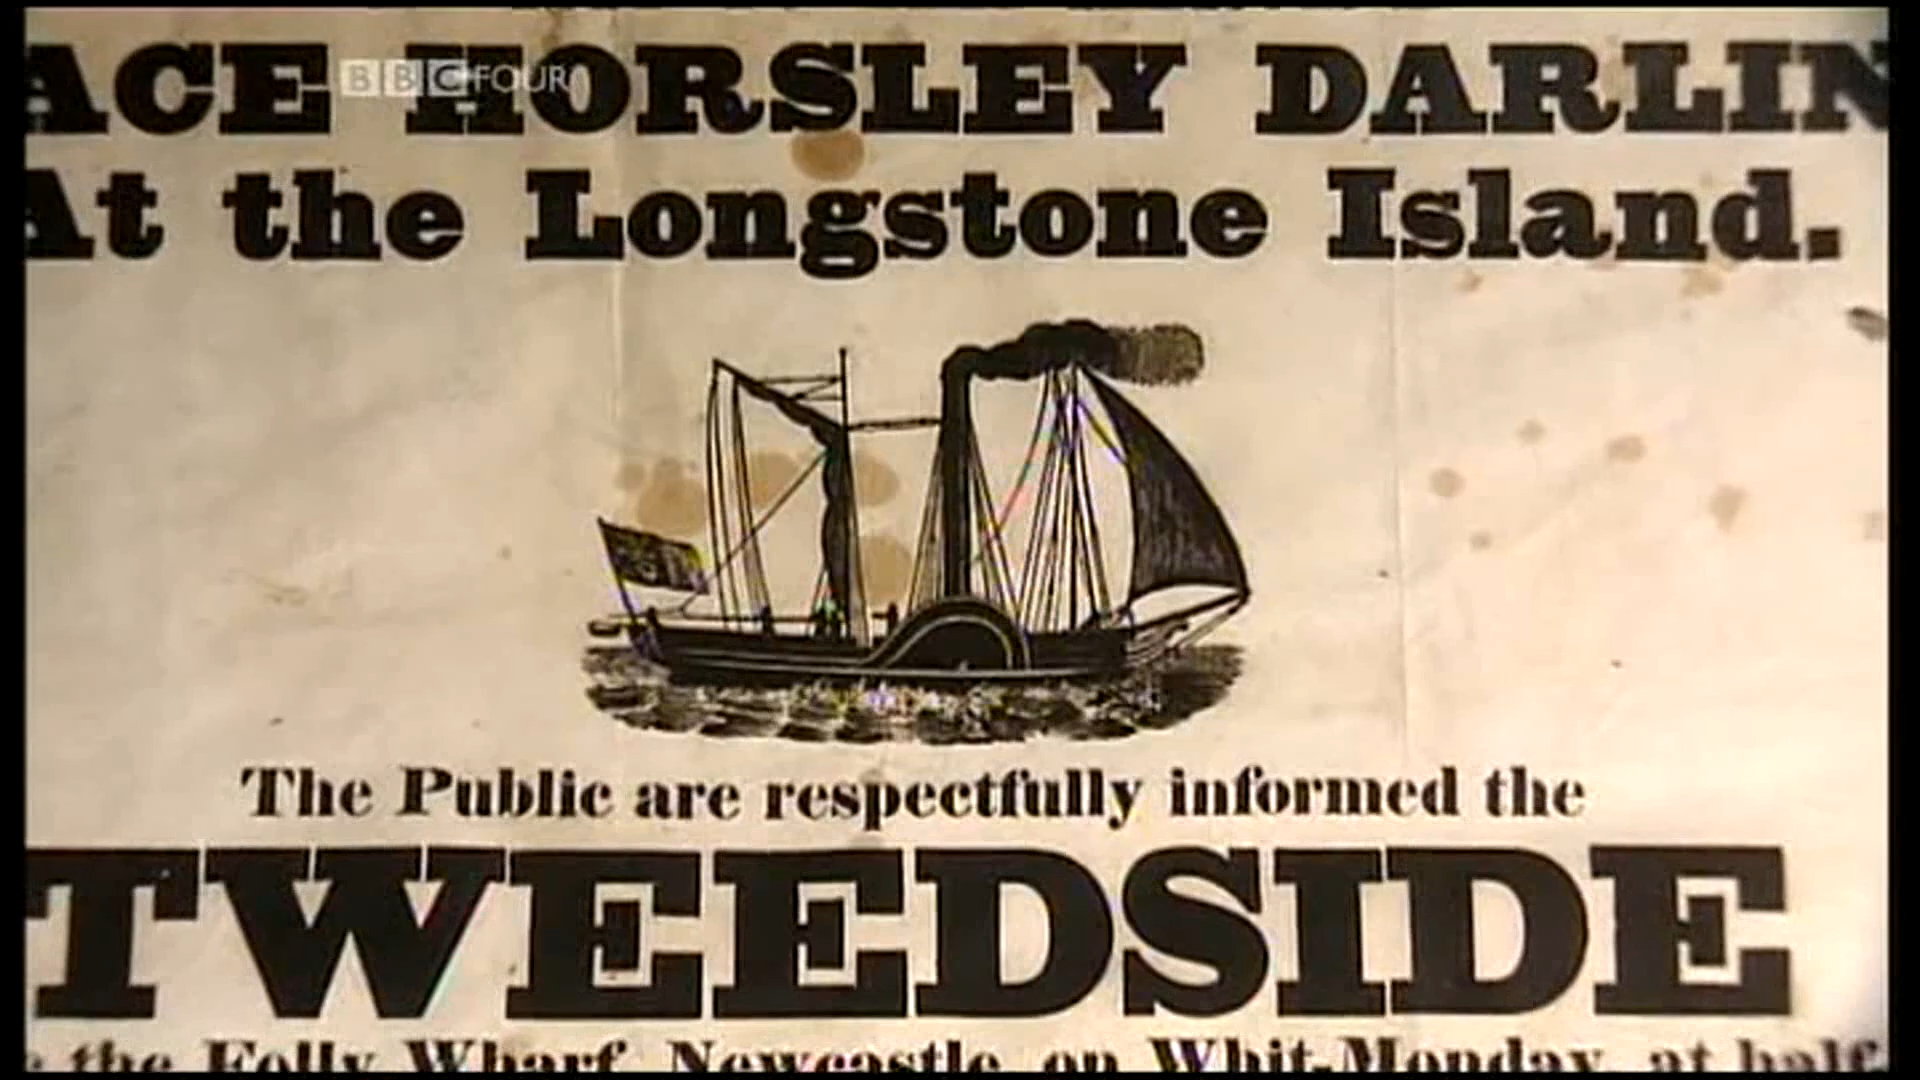 ACE HORSLEY DARLIN
BBC FOUR
At the Longstone Island.
The Public are respectfully informed the
TWEEDSIDE
the Folly Wharf, Newcastle, on Whit-Monday, at half